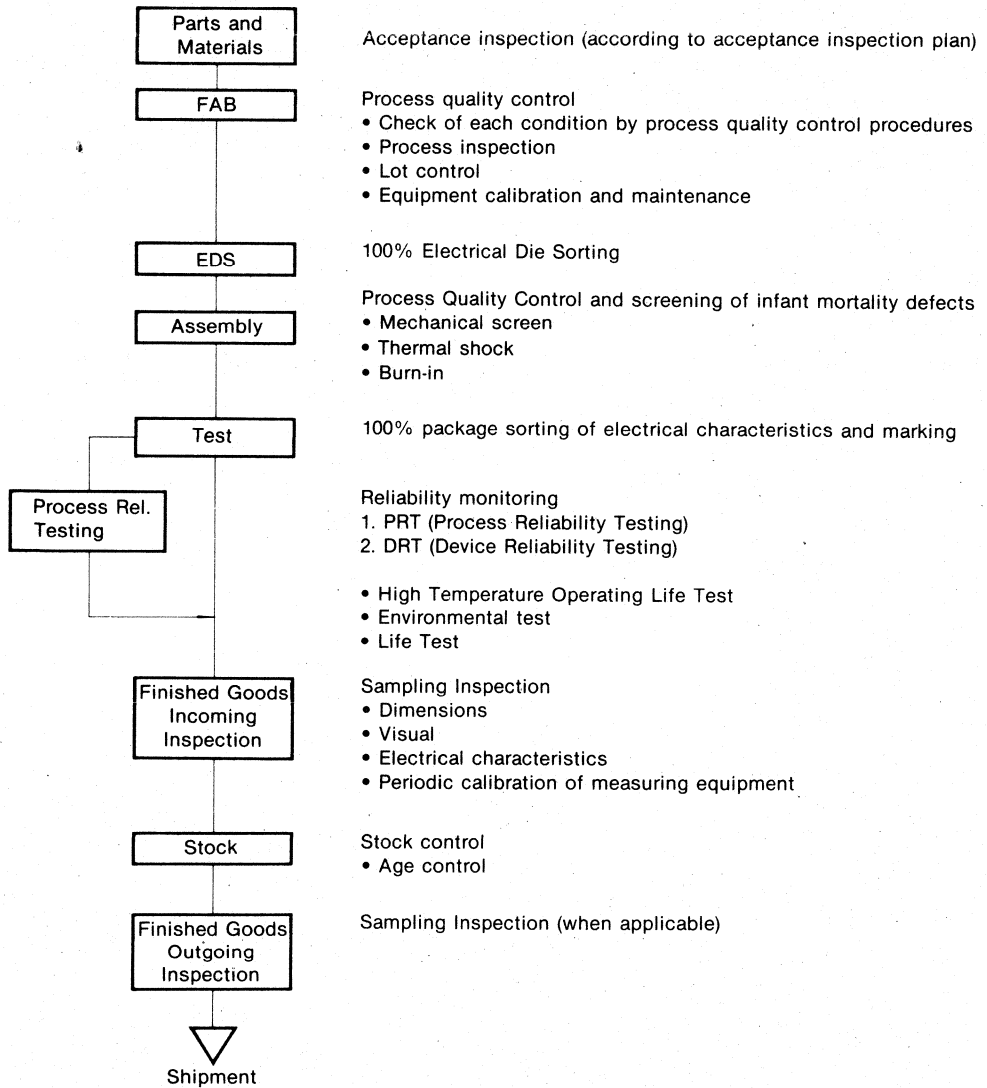 Parts and
Materials
Acceptance inspection (according to acceptance inspection plan)
FAB
Process quality control
• Check of each condition by process quality control procedures
• Process inspection
• Lot control
• Equipment calibration and maintenance
EDS
100% Electrical Die Sorting
Assembly
Process Quality Control and screening of infant mortality defects
• Mechanical screen
• Thermal shock
• Burn-in
Test
100% package sorting of electrical characteristics and marking
Process Rel.
Testing
Reliability monitoring
1. PRT (Process Reliability Testing)
2. DRT (Device Reliability Testing)
• High Temperature Operating Life Test
• Environmental test
• Life Test
Finished Goods
Incoming
Inspection
Sampling Inspection
• Dimensions
• Visual
• Electrical characteristics
• Periodic calibration of measuring equipment
Stock
Stock control
• Age control
Finished Goods
Outgoing
Inspection
Sampling Inspection (when applicable)
Shipment